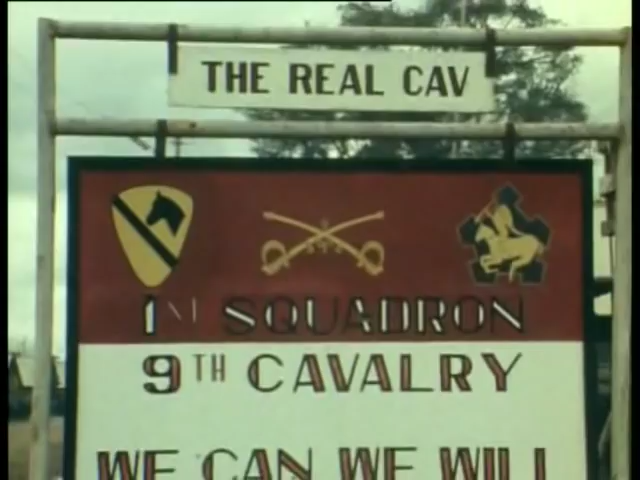 THE REAL CAV
1ST SQUADRON
9TH CAVALRY
WE CAN WE WILL